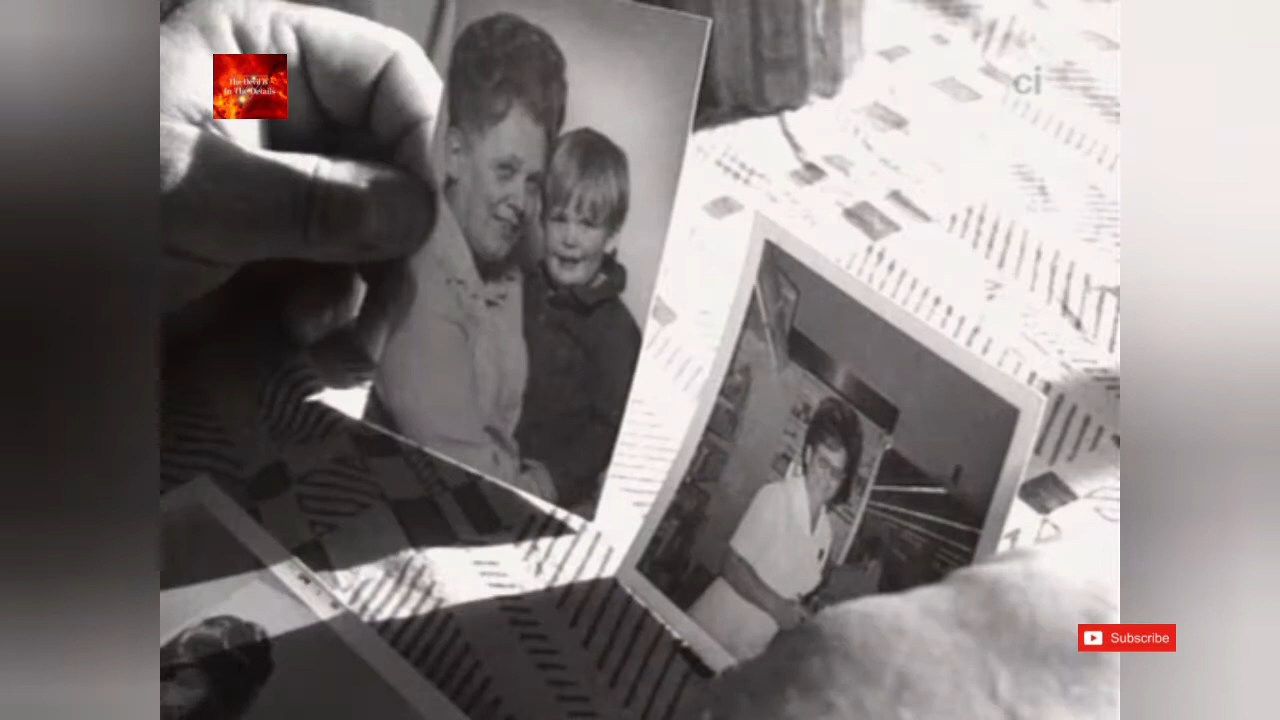 The Devil Is
In The Details
ci
Subscribe